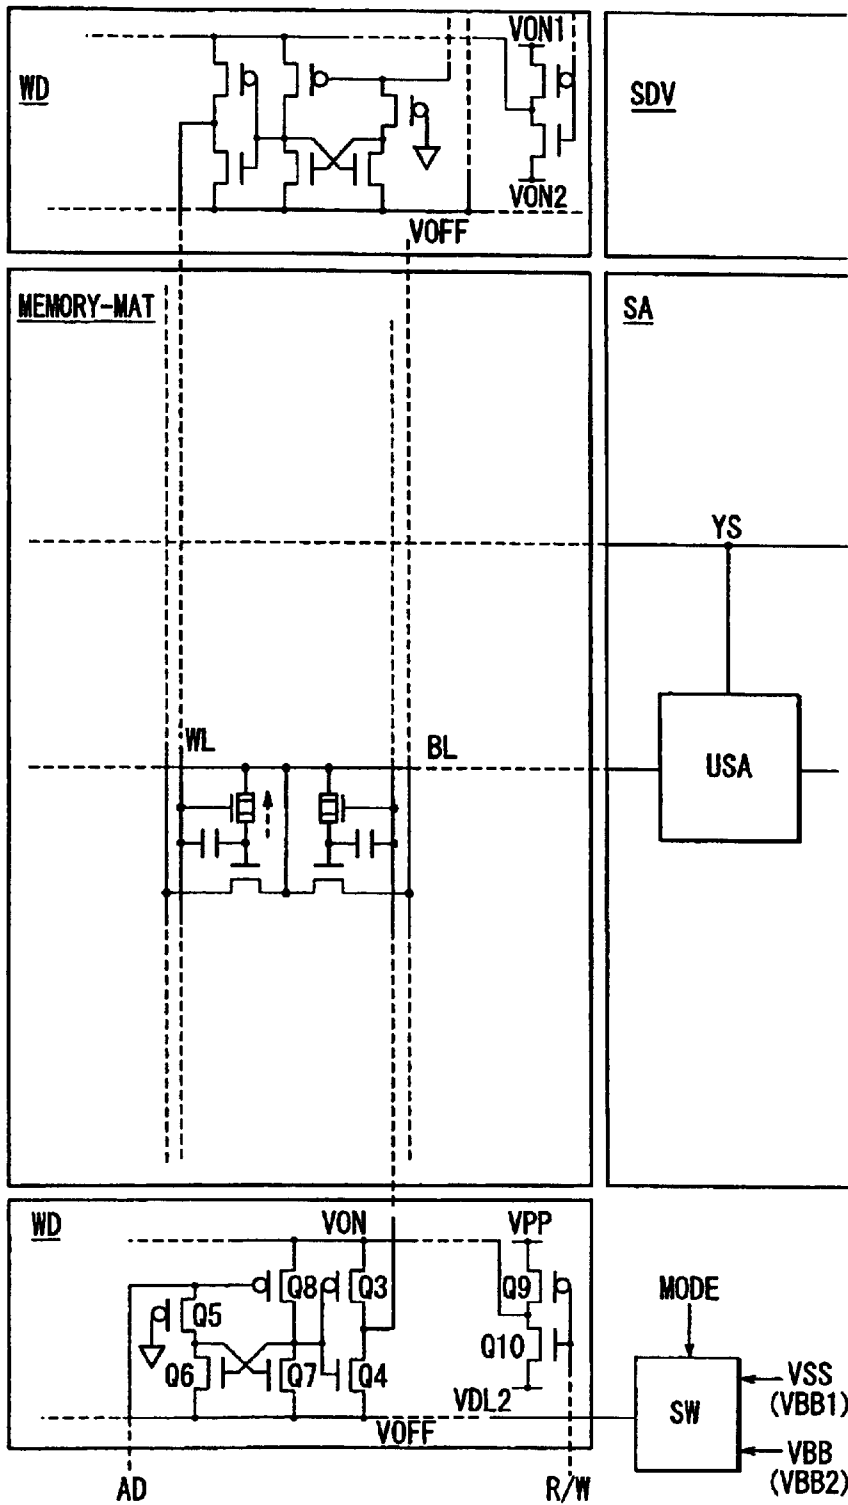 VON1
WD
SDV
VON2
VOFF
MEMORY-MAT
SA
YS
WL
BL
USA
WD
VON
VPP
Q8
Q3
Q9
MODE
Q5
Q10
Q6
Q7
Q4
VSS
(VBB1)
VDL2
SW
VOFF
VBB
(VBB2)
AD
R/W